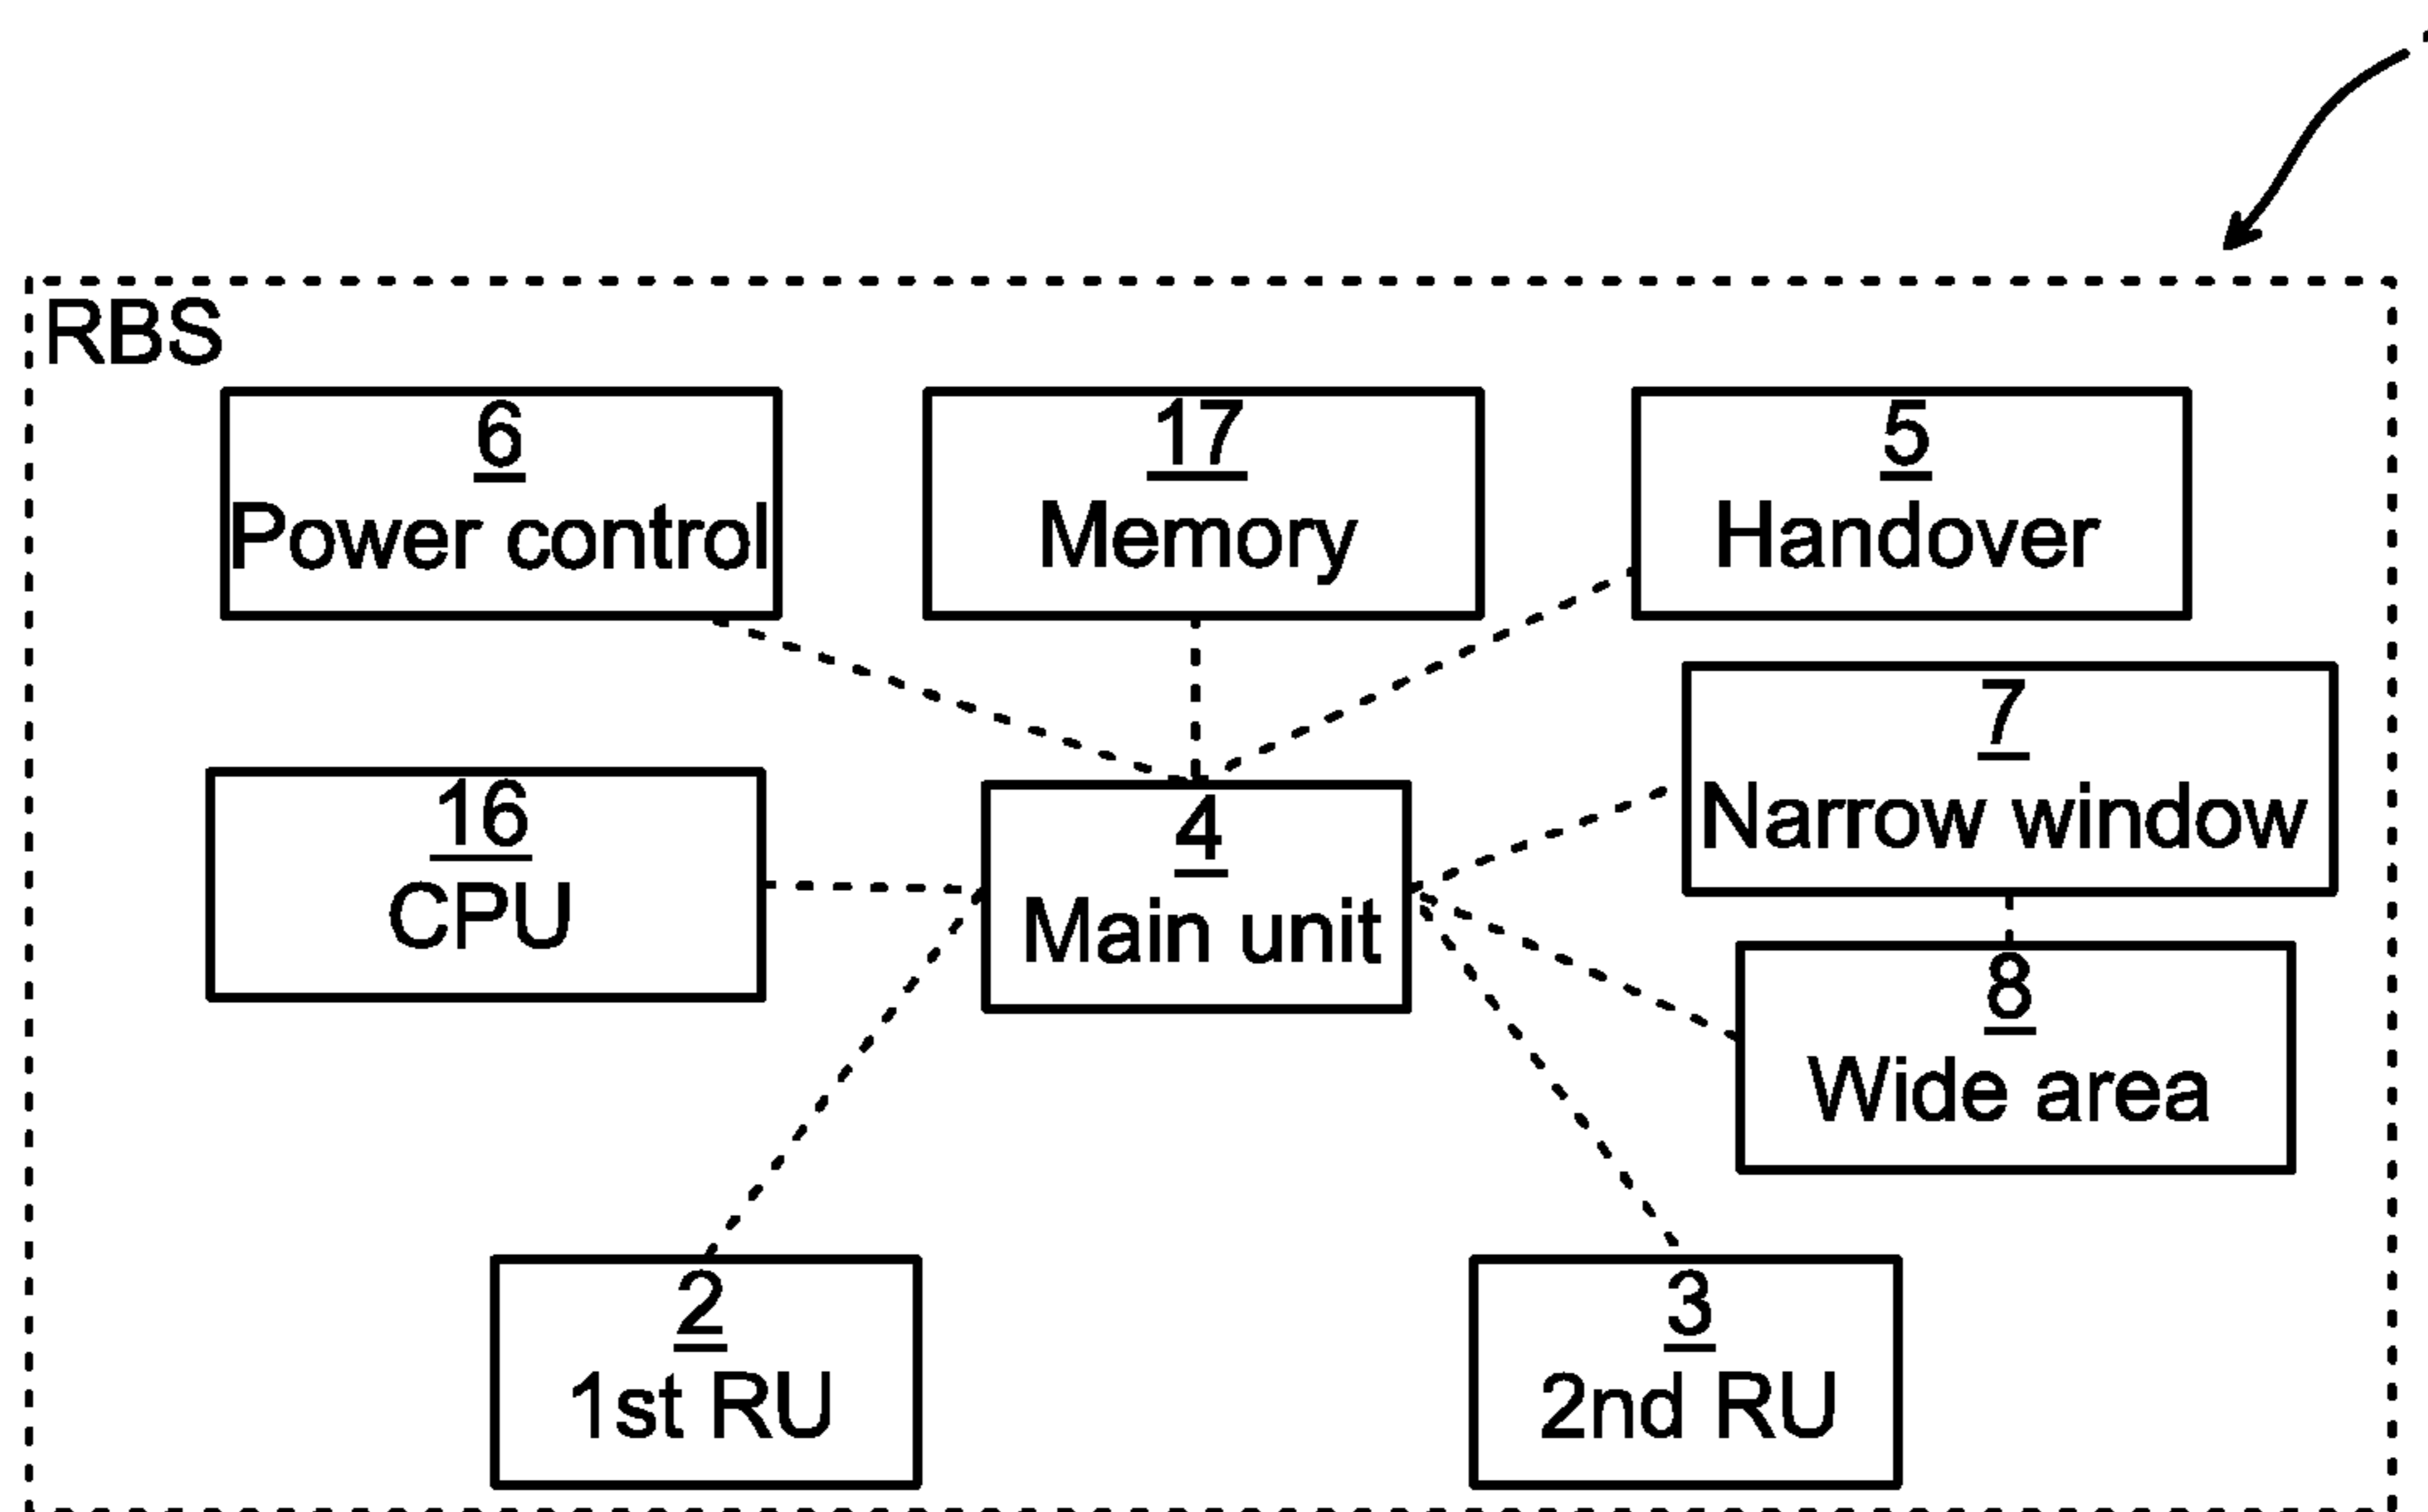 RBS
6
Power control
17
Memory
5
Handover
16
CPU
4
Main unit
7
Narrow window
8
Wide area
2
1st RU
3
2nd RU